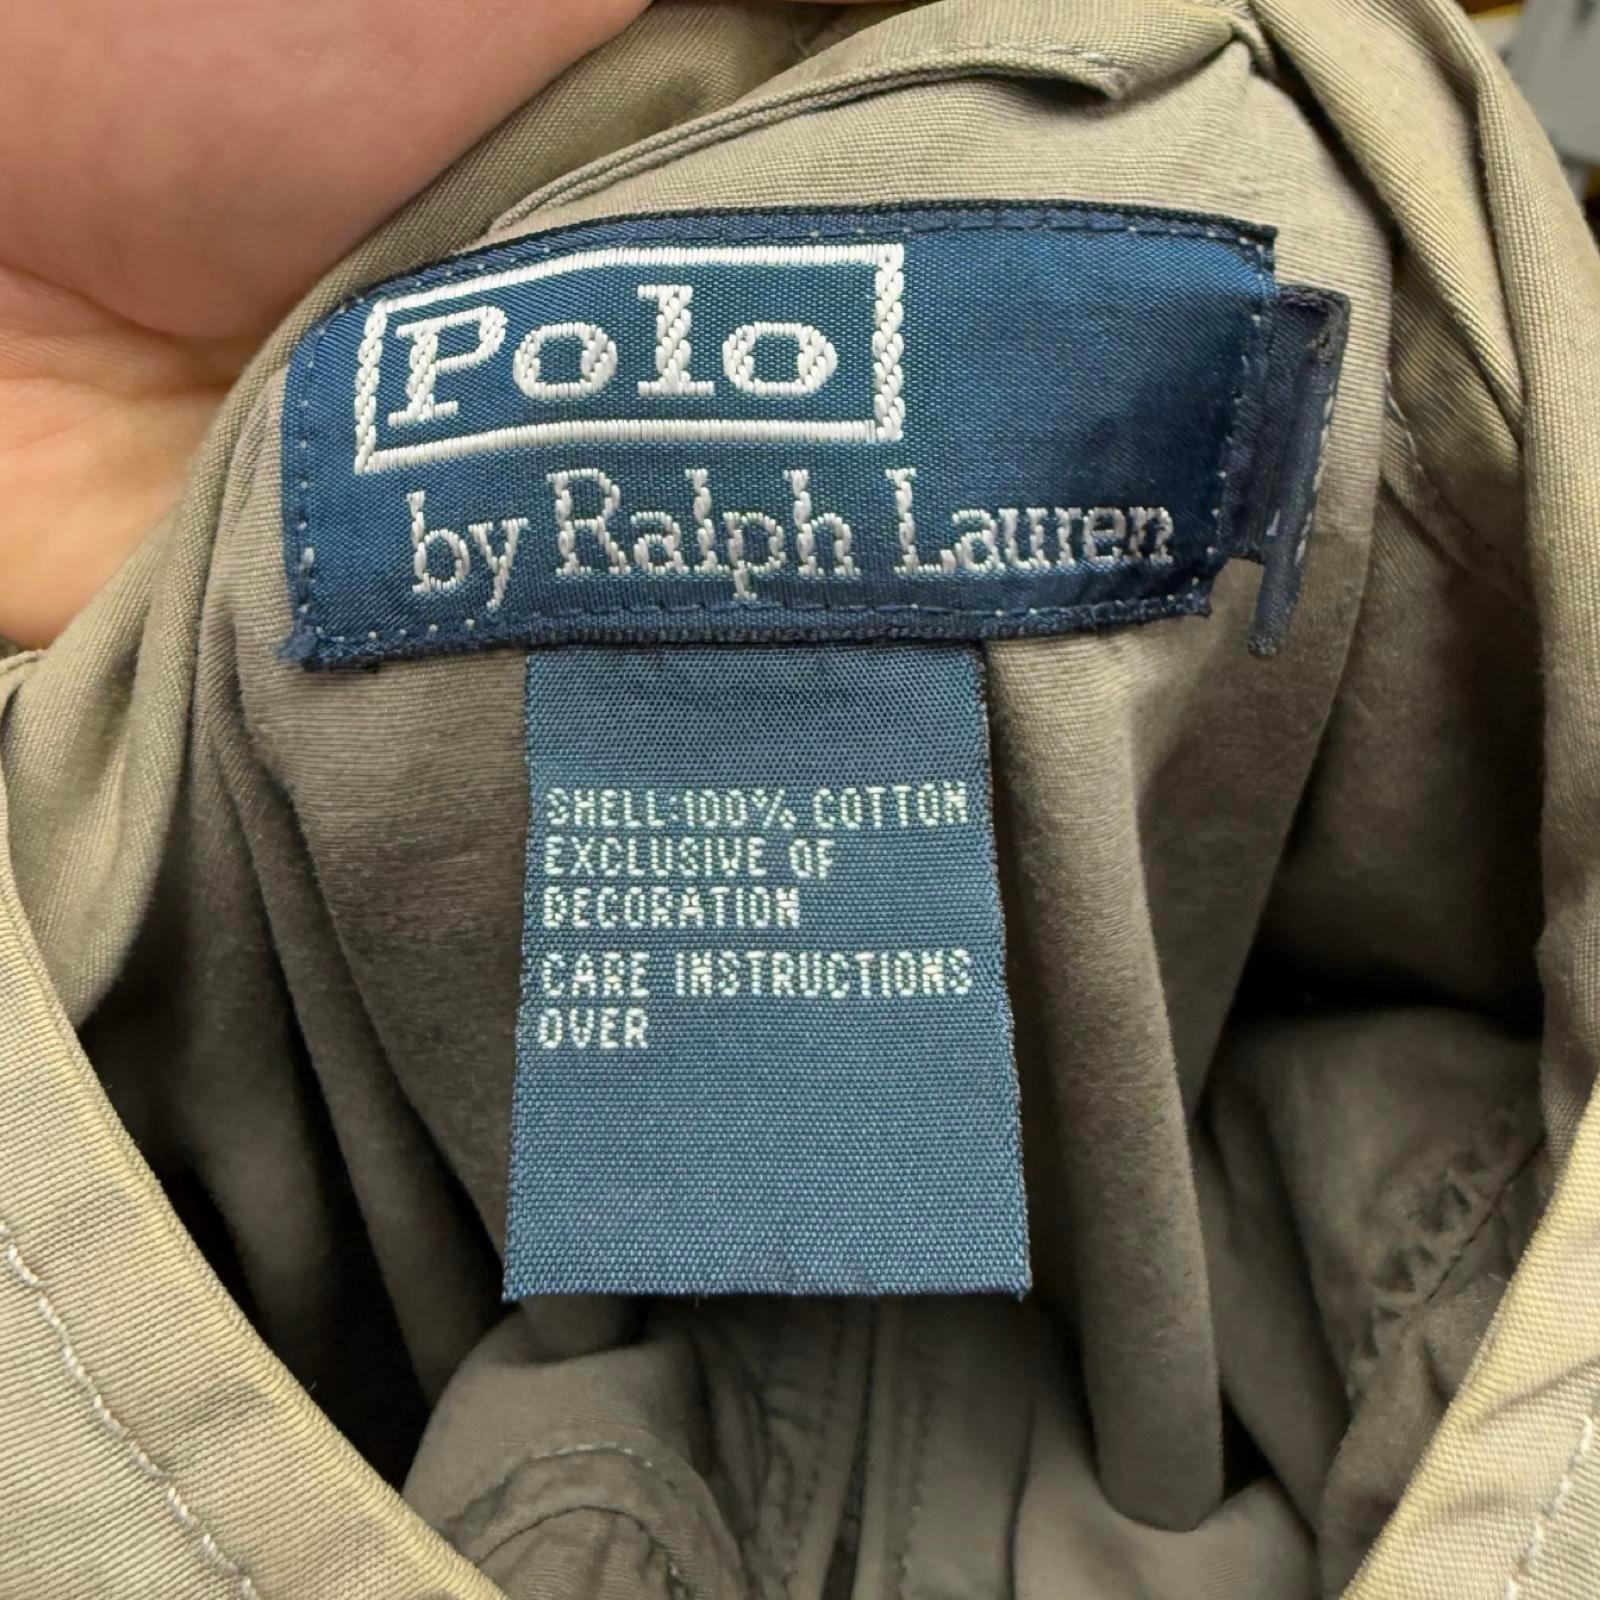 Polo
by Ralph Lauren
SHELL:100% COTTON
EXCLUSIVE OF
DECORATION
CARE INSTRUCTIONS
OVER